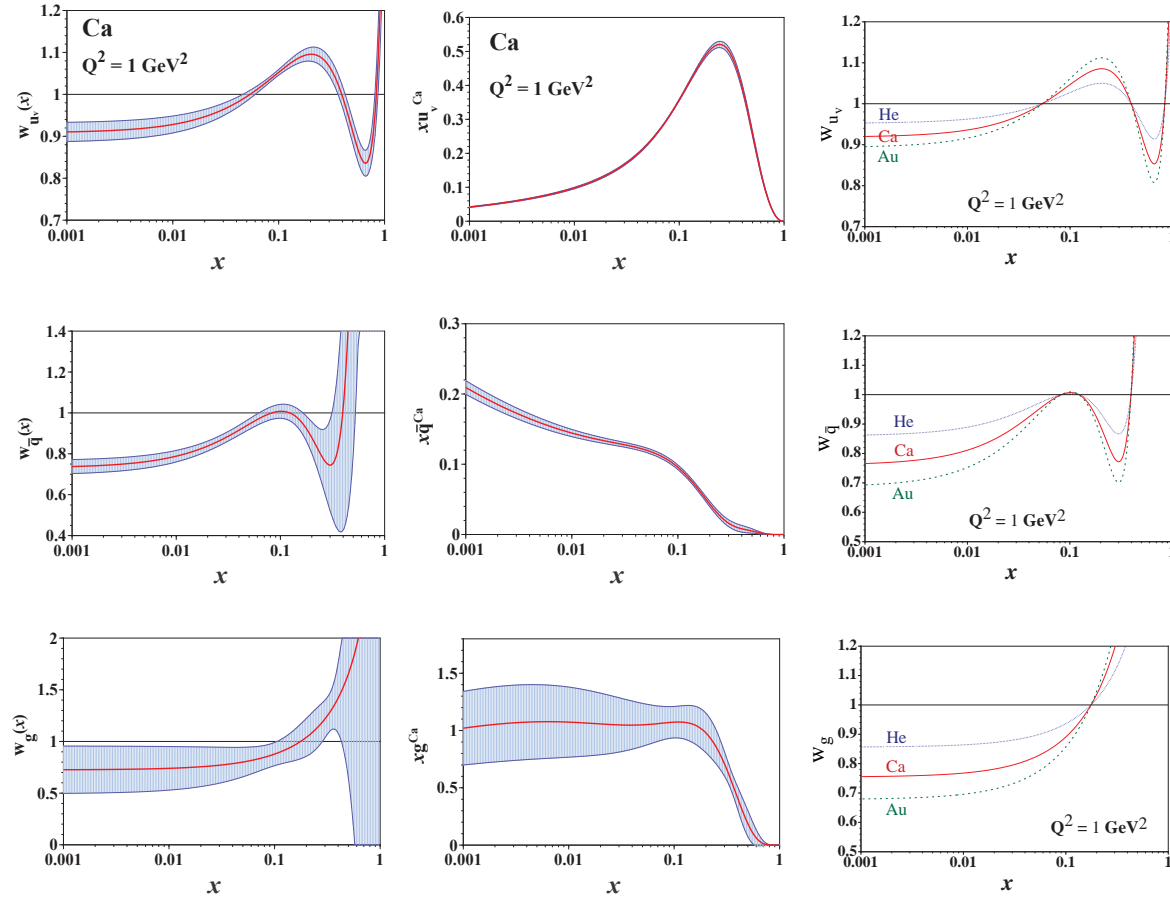 Ca
Q² = 1 GeV²
w_{u_v}(x)
1.2
1.1
1
0.9
0.8
0.7
0.001
0.01
0.1
1
x
Ca
Q² = 1 GeV²
xu_v^{Ca}
0.6
0.5
0.4
0.3
0.2
0.1
0
0.001
0.01
0.1
1
x
w_{u_v}
1.2
1.1
1
0.9
0.8
0.7
He
Ca
Au
Q² = 1 GeV²
0.001
0.01
0.1
1
x
w_{q̄}(x)
1.4
1.2
1
0.8
0.6
0.4
0.001
0.01
0.1
1
x
xq̄^{Ca}
0.3
0.2
0.1
0
0.001
0.01
0.1
1
x
w_{q̄}
1.2
1.1
1
0.9
0.8
0.7
0.6
0.5
He
Ca
Au
Q² = 1 GeV²
0.001
0.01
0.1
1
x
w_g(x)
2
1.5
1
0.5
0
0.001
0.01
0.1
1
x
xg^{Ca}
1.5
1
0.5
0
0.001
0.01
0.1
1
x
w_g
1.2
1.1
1
0.9
0.8
0.7
0.6
0.5
He
Ca
Au
Q² = 1 GeV²
0.001
0.01
0.1
1
x